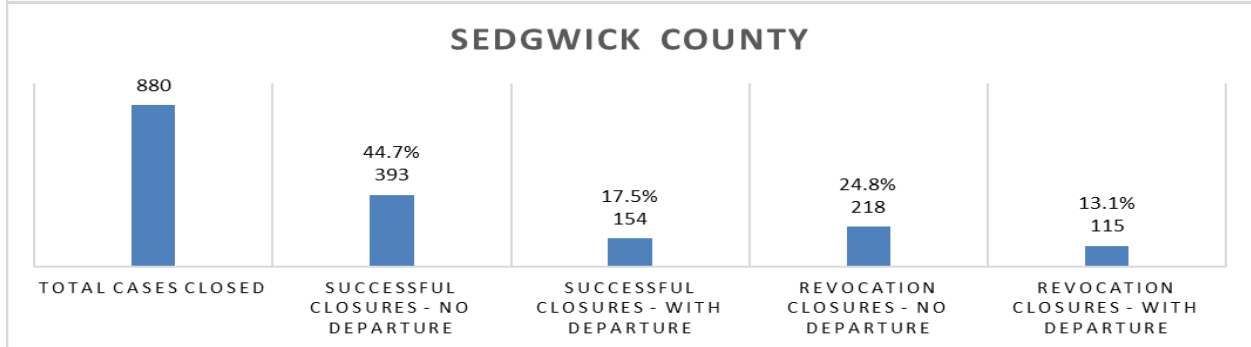 SEDGWICK COUNTY
880
44.7%
393
17.5%
154
24.8%
218
13.1%
115
TOTAL CASES CLOSED
SUCCESSFUL
CLOSURES - NO
DEPARTURE
SUCCESSFUL
CLOSURES - WITH
DEPARTURE
REVOCATION
CLOSURES - NO
DEPARTURE
REVOCATION
CLOSURES - WITH
DEPARTURE